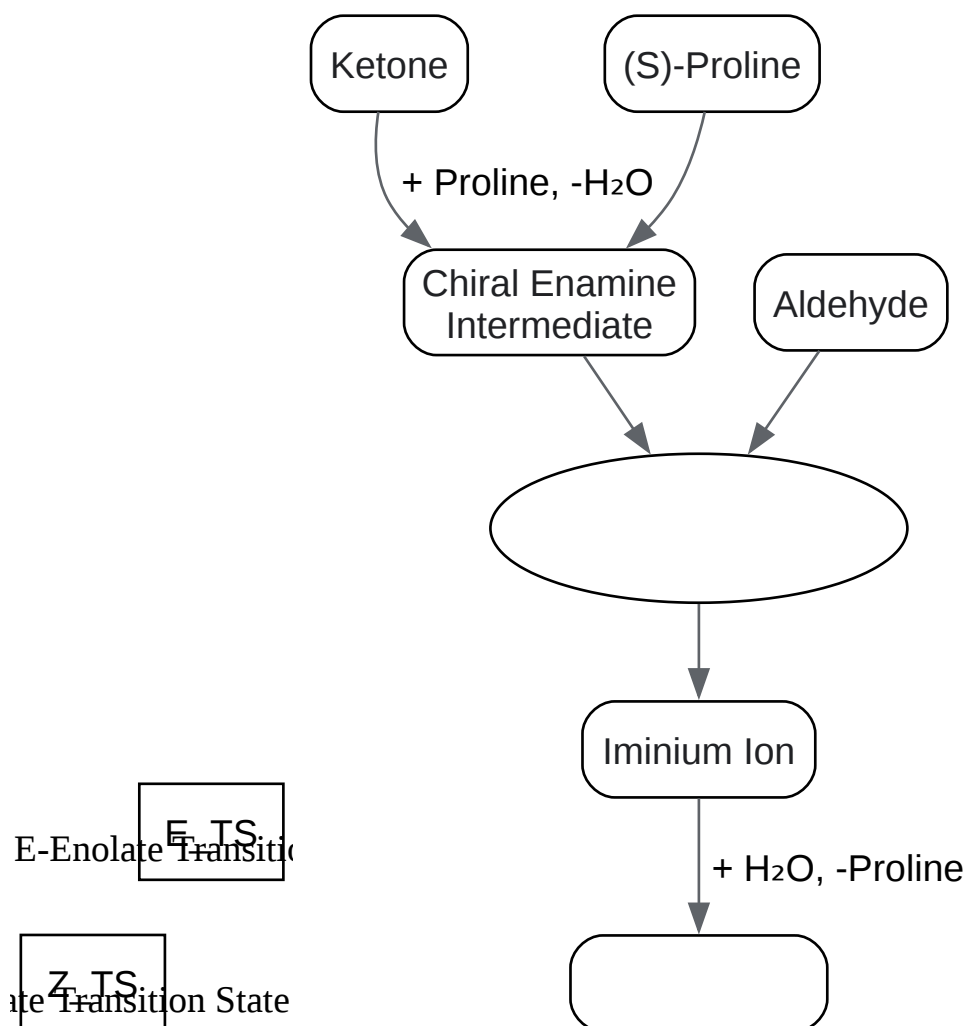 Ketone
(S)-Proline
+ Proline, -H₂O
Chiral Enamine
Intermediate
Aldehyde
Iminium Ion
E_TS
E-Enolate
+ H₂O, -Proline
Z_TS
Transition State